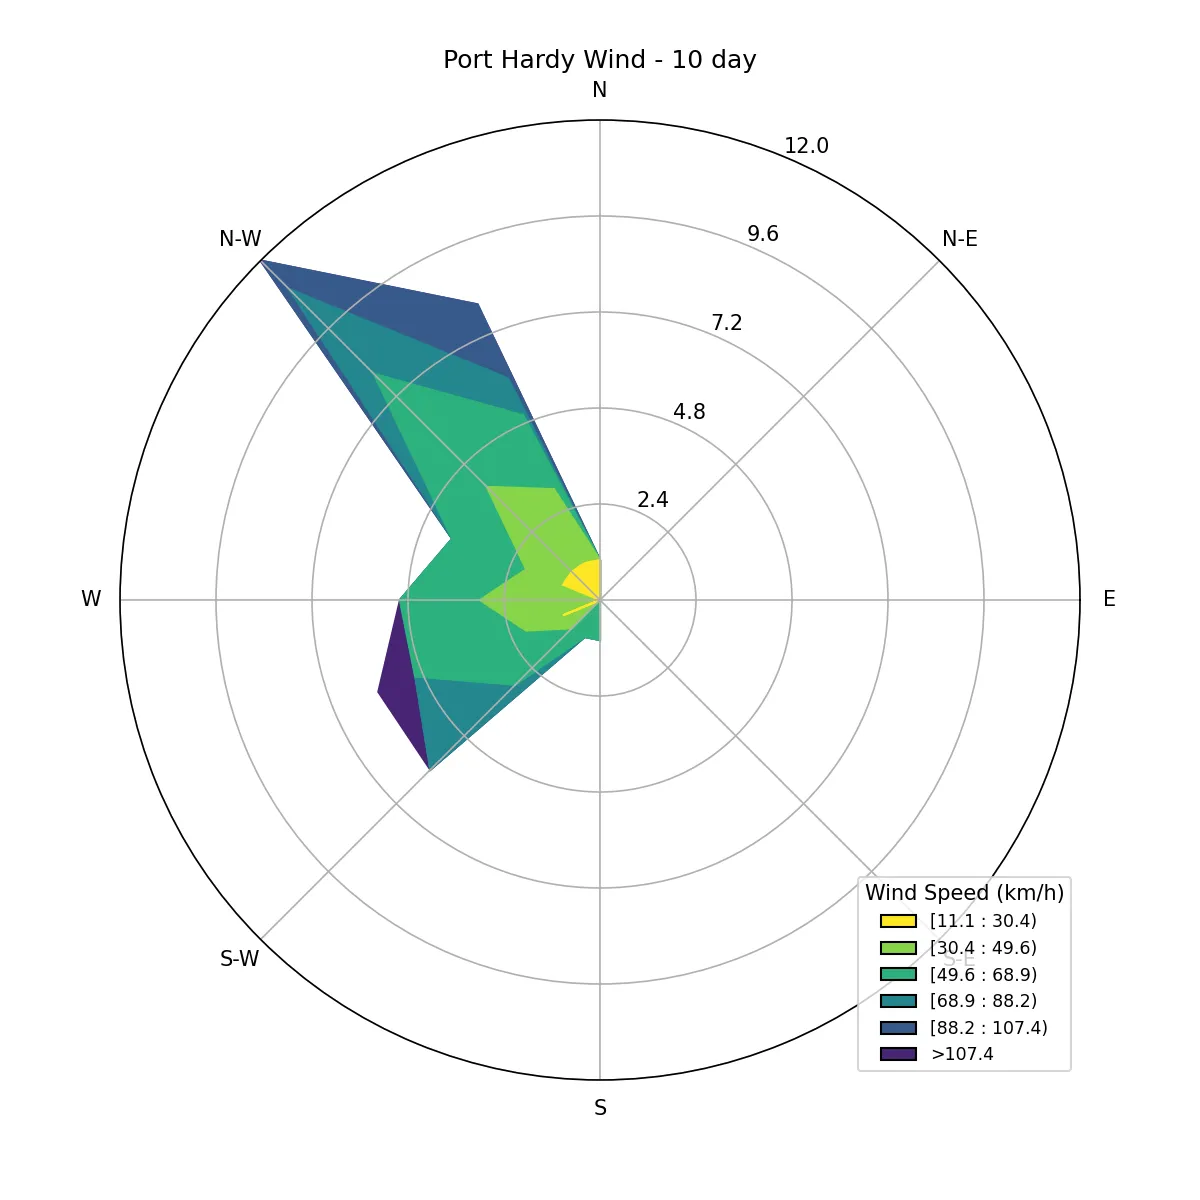 Port Hardy Wind - 10 day
N
12.0
N-W
9.6
N-E
7.2
4.8
2.4
W
E
S-W
S-E
S
Wind Speed (km/h)
[11.1 : 30.4)
[30.4 : 49.6)
[49.6 : 68.9)
[68.9 : 88.2)
[88.2 : 107.4)
>107.4